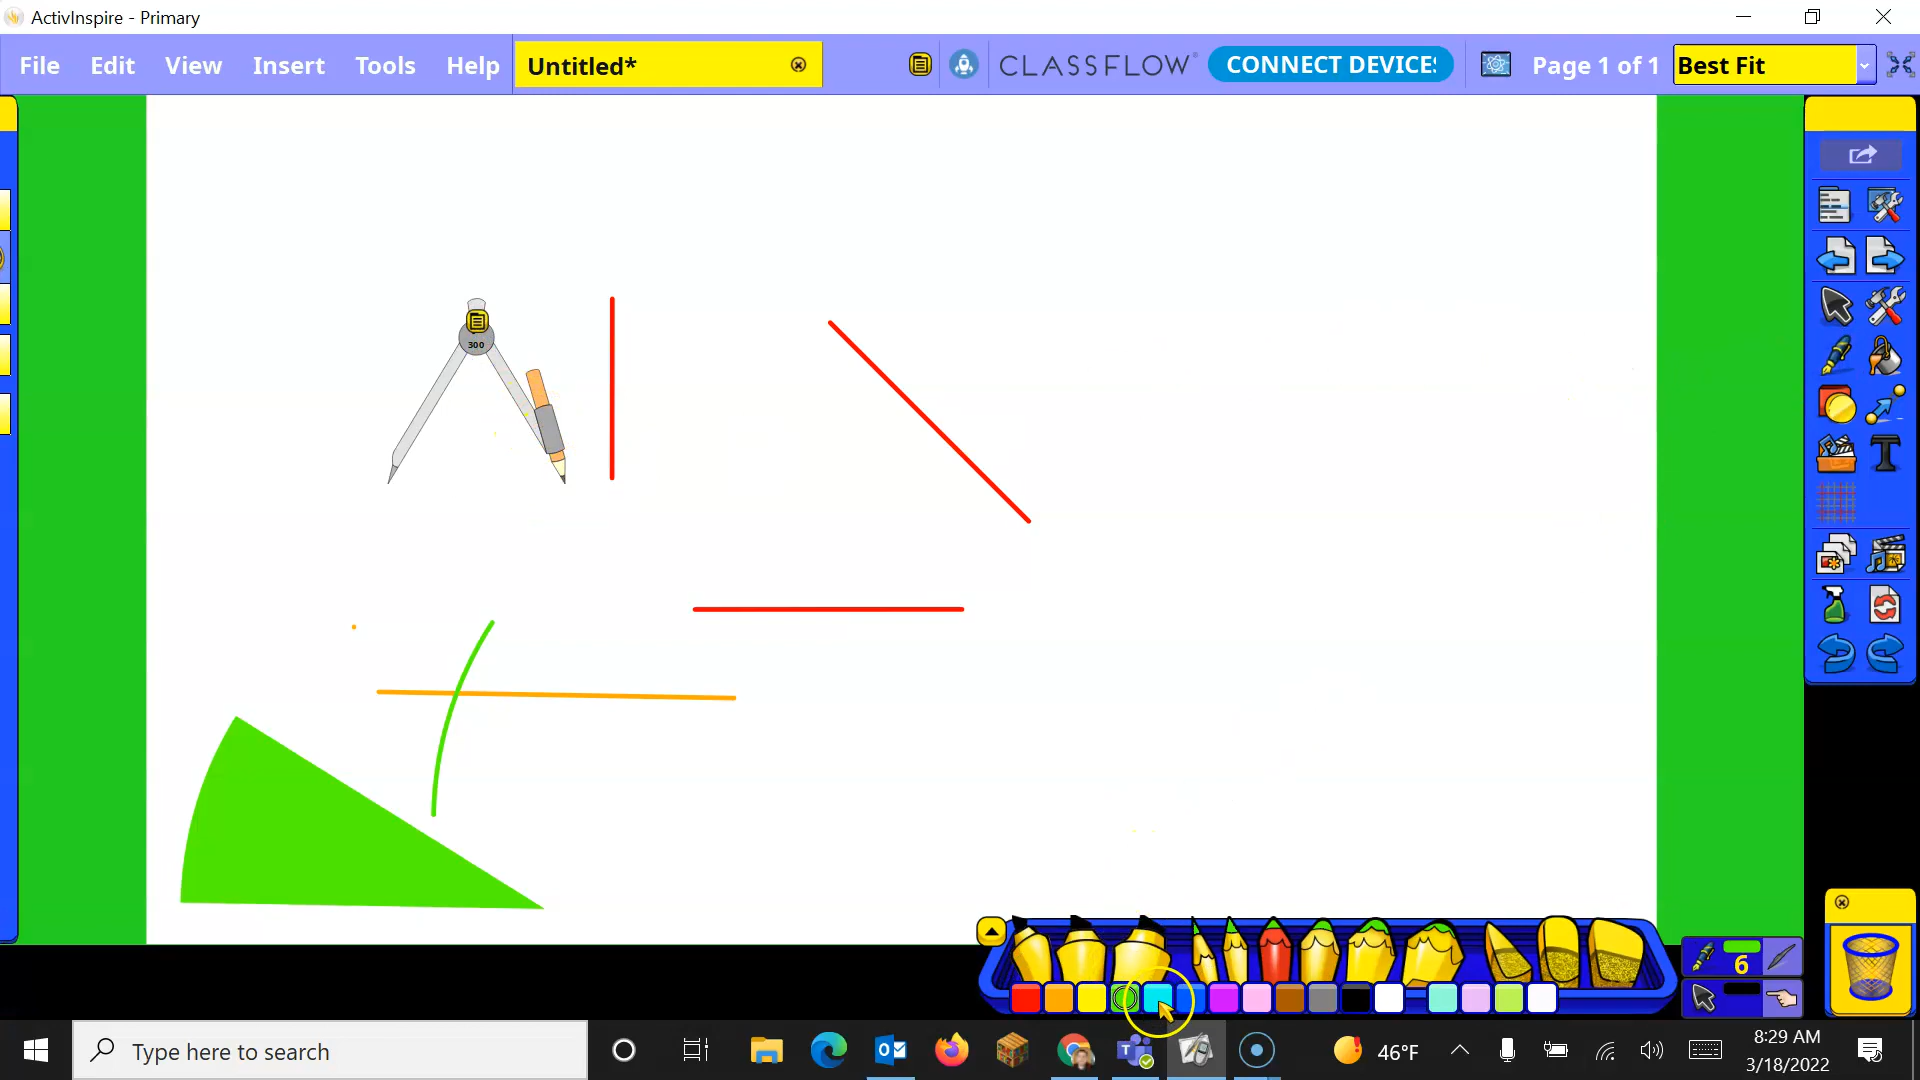 ActivInspire - Primary
File Edit View Insert Tools Help Untitled* CLASSFLOW CONNECT DEVICE Page 1 of 1 Best Fit
300
6
Type here to search 46°F 8:29 AM
3/18/2022